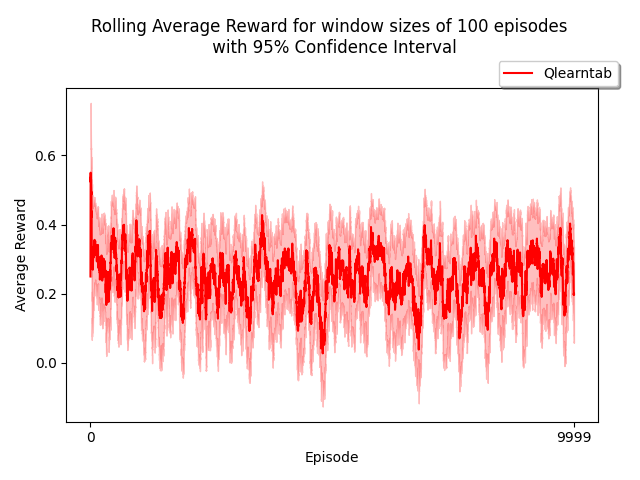 Rolling Average Reward for window sizes of 100 episodes
with 95% Confidence Interval
Qlearntab
0.6
0.4
0.2
0.0
Average Reward
0
9999
Episode